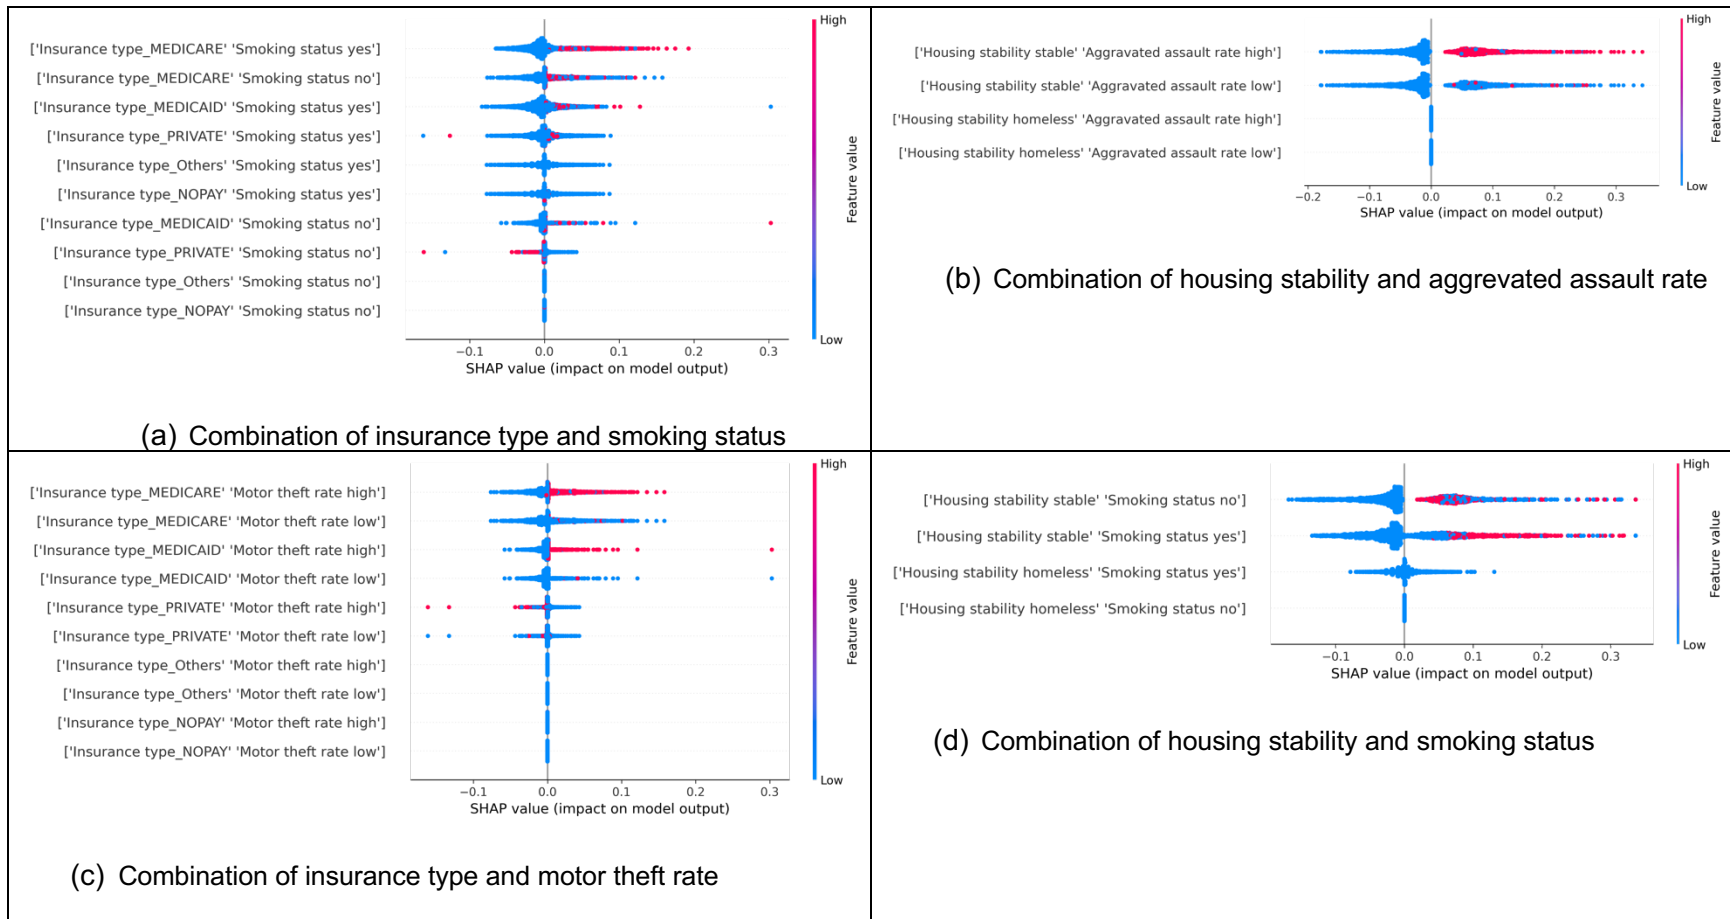 High
['Insurance type_MEDICARE' 'Smoking status yes']
['Insurance type_MEDICARE' 'Smoking status no']
['Insurance type_MEDICAID' 'Smoking status yes']
['Insurance type_PRIVATE' 'Smoking status yes']
['Insurance type_Others' 'Smoking status yes']
['Insurance type_NOPAY' 'Smoking status yes']
['Insurance type_MEDICAID' 'Smoking status no']
['Insurance type_PRIVATE' 'Smoking status no']
['Insurance type_Others' 'Smoking status no']
['Insurance type_NOPAY' 'Smoking status no']
Feature value
Low
−0.1 0.0 0.1 0.2 0.3
SHAP value (impact on model output)
(a) Combination of insurance type and smoking status
High
['Housing stability stable' 'Aggravated assault rate high']
['Housing stability stable' 'Aggravated assault rate low']
['Housing stability homeless' 'Aggravated assault rate high']
['Housing stability homeless' 'Aggravated assault rate low']
Feature value
Low
−0.2 −0.1 0.0 0.1 0.2 0.3
SHAP value (impact on model output)
(b) Combination of housing stability and aggrevated assault rate
High
['Insurance type_MEDICARE' 'Motor theft rate high']
['Insurance type_MEDICARE' 'Motor theft rate low']
['Insurance type_MEDICAID' 'Motor theft rate high']
['Insurance type_MEDICAID' 'Motor theft rate low']
['Insurance type_PRIVATE' 'Motor theft rate high']
['Insurance type_PRIVATE' 'Motor theft rate low']
['Insurance type_Others' 'Motor theft rate high']
['Insurance type_Others' 'Motor theft rate low']
['Insurance type_NOPAY' 'Motor theft rate high']
['Insurance type_NOPAY' 'Motor theft rate low']
Feature value
Low
−0.1 0.0 0.1 0.2 0.3
SHAP value (impact on model output)
(c) Combination of insurance type and motor theft rate
High
['Housing stability stable' 'Smoking status no']
['Housing stability stable' 'Smoking status yes']
['Housing stability homeless' 'Smoking status yes']
['Housing stability homeless' 'Smoking status no']
Feature value
Low
−0.1 0.0 0.1 0.2 0.3
SHAP value (impact on model output)
(d) Combination of housing stability and smoking status